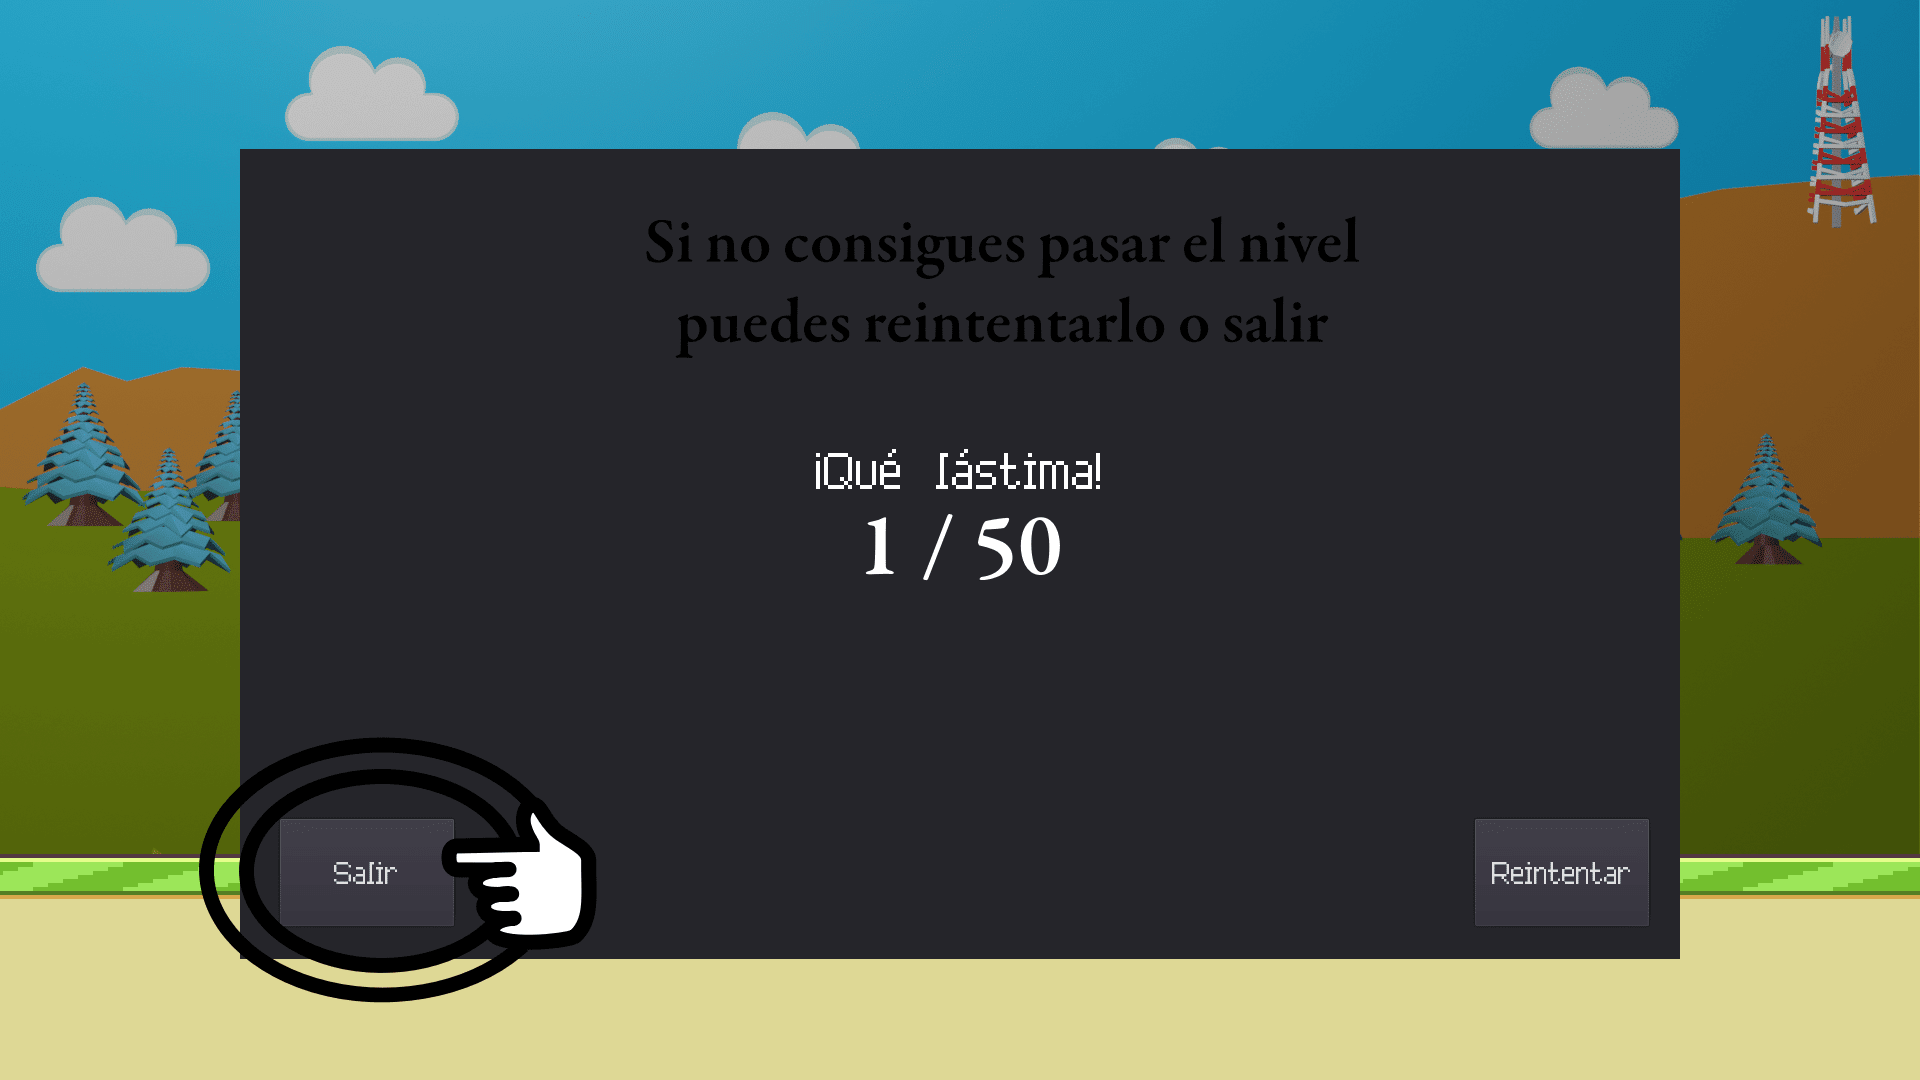 Si no consigues pasar el nivel
puedes reintentarlo o salir
¡Qué lástima!
1 / 50
Salir
Reintentar